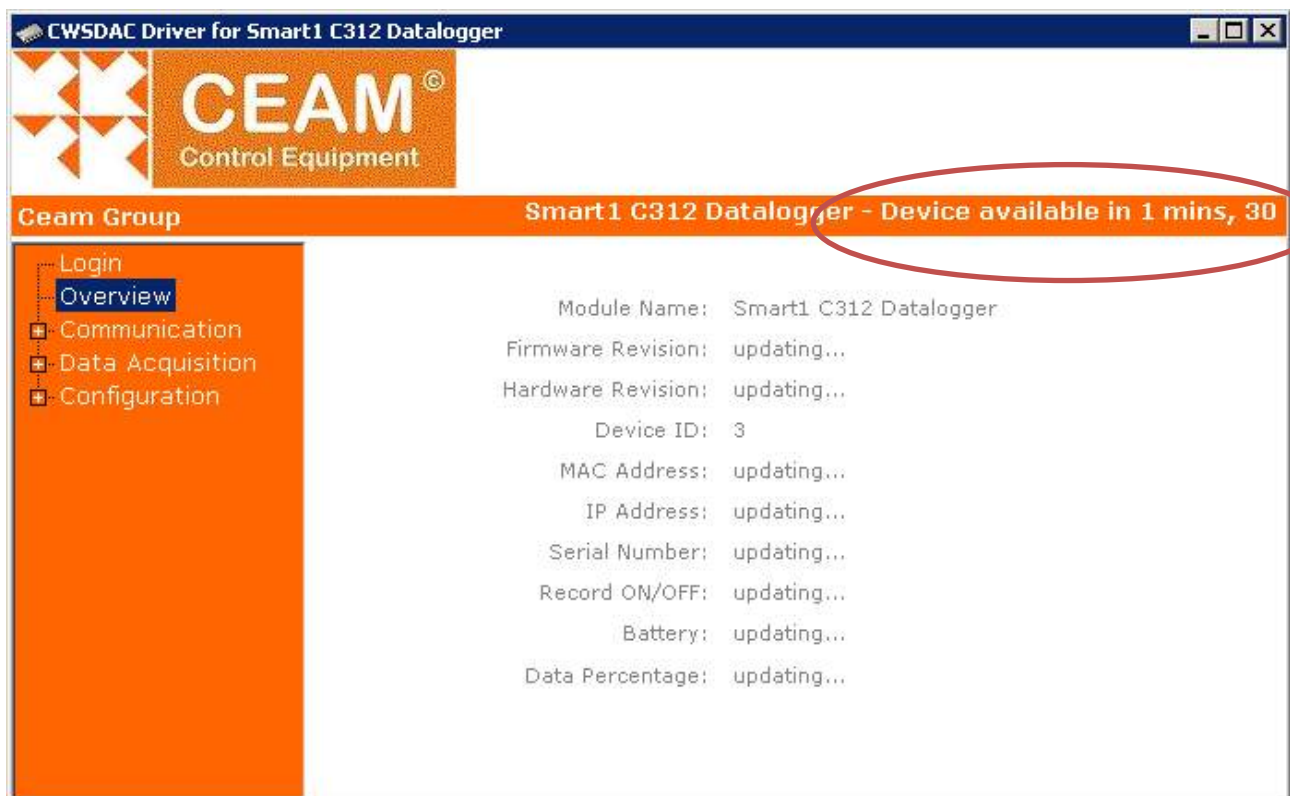 CWSDAC Driver for Smart1 C312 Datalogger
CEAM©
Control Equipment
Ceam Group
Smart1 C312 Datalogger - Device available in 1 mins, 30
Login
Overview
Communication
Data Acquisition
Configuration
Module Name: Smart1 C312 Datalogger
Firmware Revision: updating...
Hardware Revision: updating...
Device ID: 3
MAC Address: updating...
IP Address: updating...
Serial Number: updating...
Record ON/OFF: updating...
Battery: updating...
Data Percentage: updating...